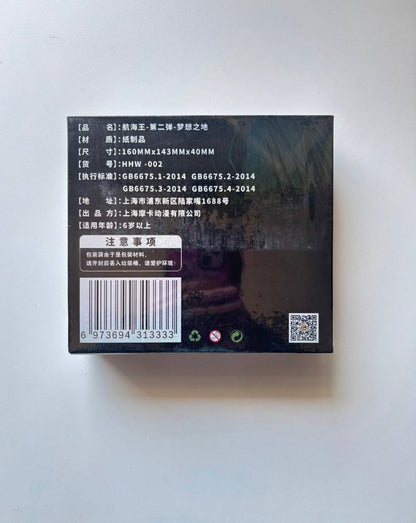 【品 名】:航海王-第二弹-梦想之地
【材 质】:纸制品
【尺 寸】:160MMx143MMx40MM
【货 号】:HHW -002
【执行标准】:GB6675.1-2014 GB6675.2-2014
GB6675.3-2014 GB6675.4-2014
【地 址】:上海市浦东新区陆家嘴1688号
【出 品 方】:上海摩卡动漫有限公司
【适用年龄】:6岁以上
注意事项
包装袋由于是包装材料,
请开封前丢入垃圾桶, 请爱护环境!
6 973694 313333